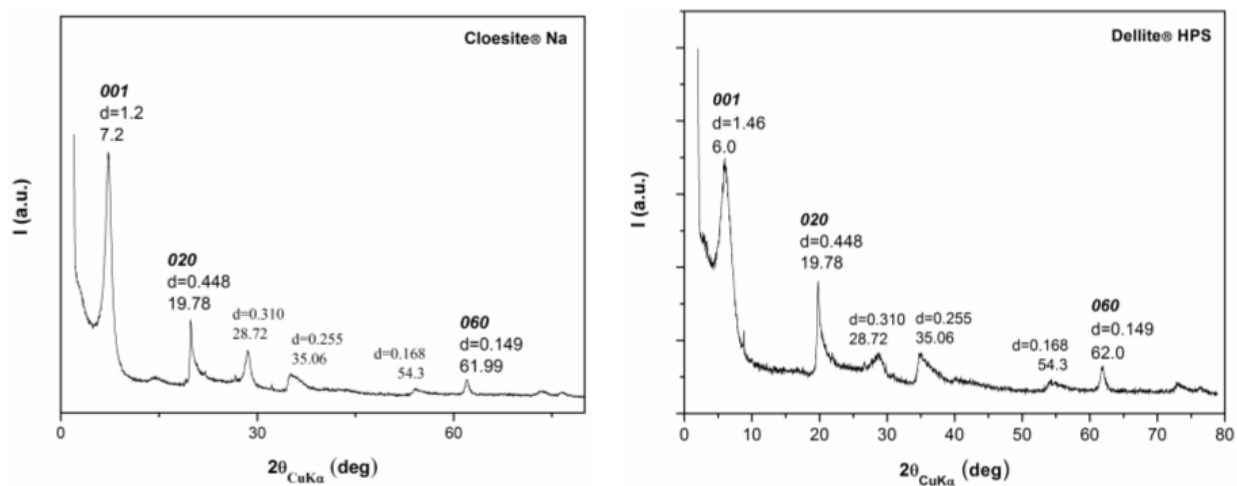 Cloesite® Na
001
d=1.2
7.2
020
d=0.448
19.78
d=0.310
28.72
d=0.255
35.06
d=0.168
54.3
060
d=0.149
61.99
I (a.u.)
0
30
60
2θCuKα (deg)
Dellite® HPS
001
d=1.46
6.0
020
d=0.448
19.78
d=0.310
28.72
d=0.255
35.06
d=0.168
54.3
060
d=0.149
62.0
I (a.u.)
0 10 20 30 40 50 60 70 80
2θCuKα (deg)